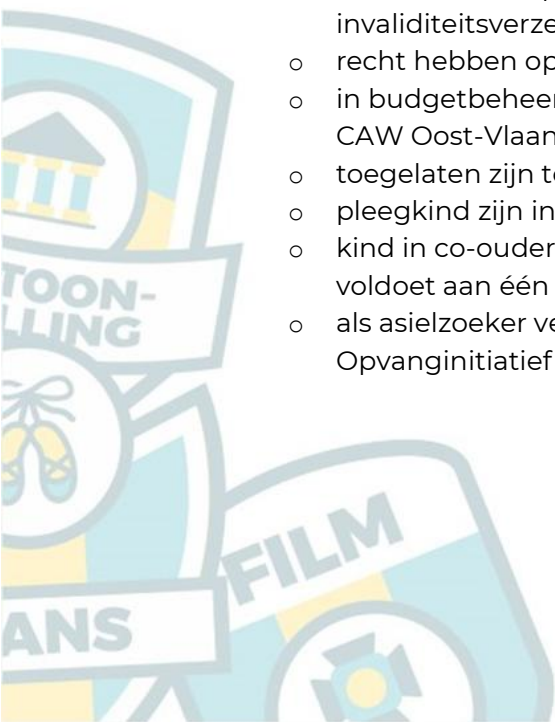 invaliditeitsverze
o recht hebben op
o in budgetbeheer
CAW Oost-Vlaan
o toegelaten zijn t
o pleegkind zijn in
o kind in co-ouder
voldoet aan één
o als asielzoeker ve
Opvanginitiatief
TOON-
LLING
FILM
ANS